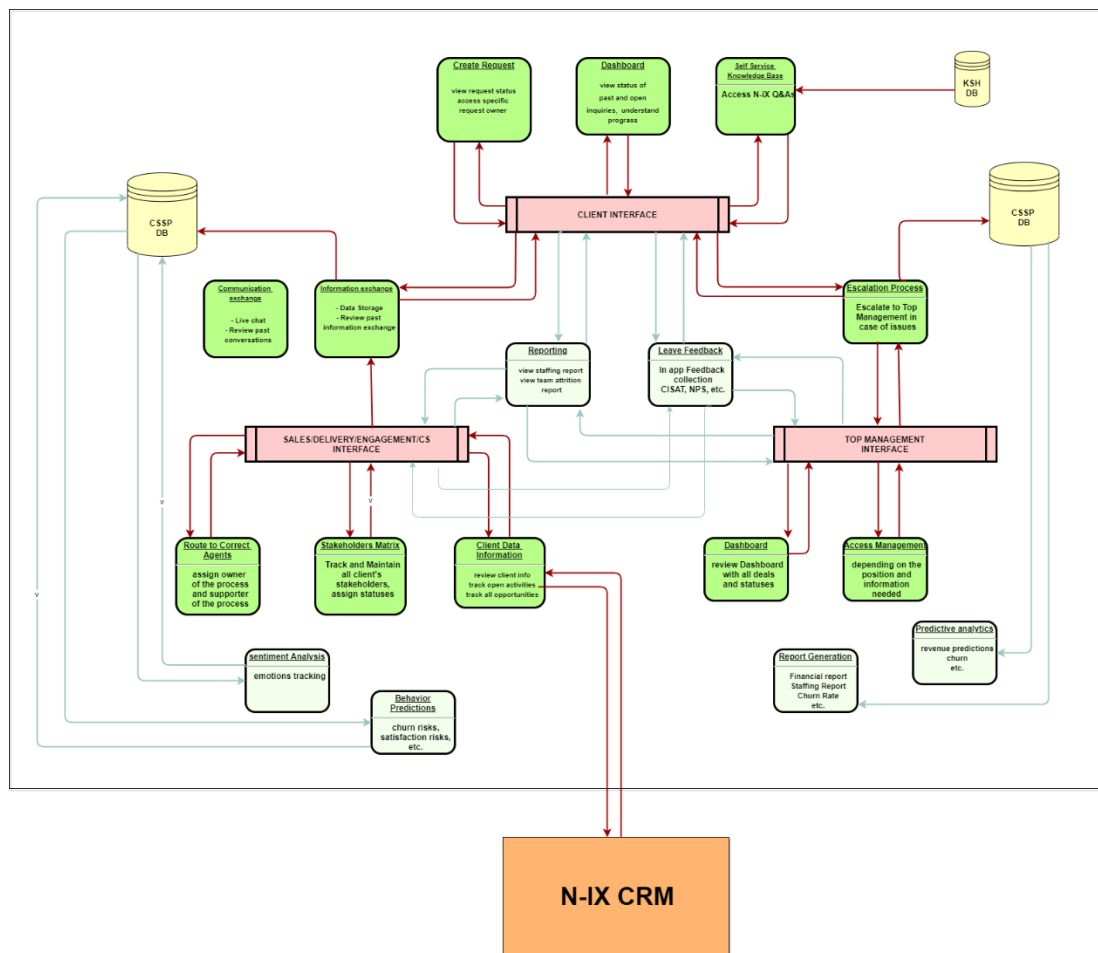 Create Request
view request status
access specific
request owner
Dashboard
view status of
past and open
inquiries, understand
prograss
Self Service
Knowledge Base
Access N-iX Q&As
KSH
DB
CLIENT INTERFACE
CSSP
DB
CSSP
DB
Communication
exchange
- Live chat
- Review past
conversations
Information exchange
- Data Storage
- Review past
information exchange
Escalation Process
Escalate to Top
Management in
case of issues
Reporting
view staffing report
view team attrition
report
Leave Feedback
In app Feedback
collection
CISAT, NPS, etc.
SALES/DELIVERY/ENGAGEMENT/CS
INTERFACE
TOP MANAGEMENT
INTERFACE
v
v
v
Route to Correct
Agents
assign owner
of the process
and supporter
of the process
Stakeholders Matrix
Track and Maintain
all client's
stakeholders,
assign statuses
Client Data
Information
review client info
track open activities
track all opportunities
Dashboard
review Dashboard
with all deals
and statuses
Access Management
depending on the
position and
information
needed
sentiment Analysis
emotions tracking
Behavior
Predictions
churn risks,
satisfaction risks,
etc.
Report Generation
Financial report
Staffing Report
Churn Rate
etc.
Predictive analytics
revenue predictions
churn
etc.
N-IX CRM